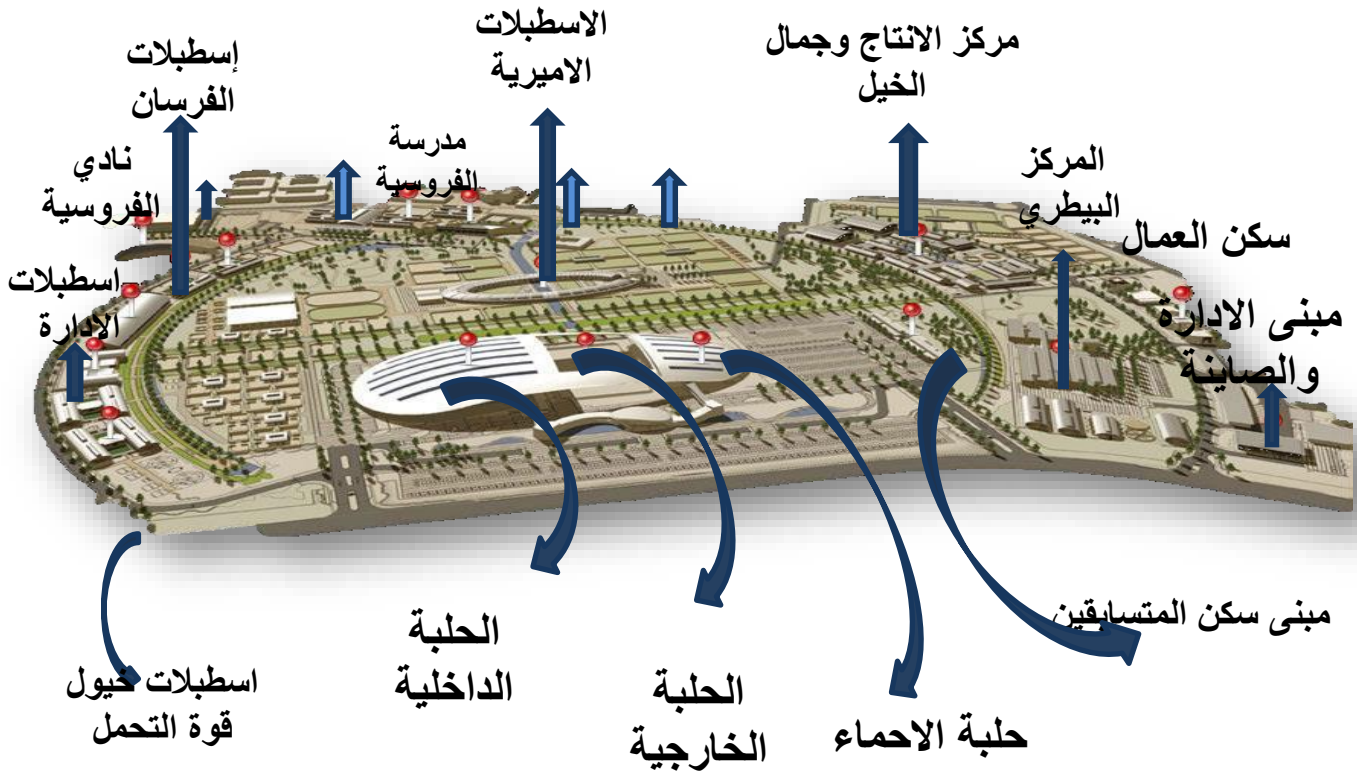 الاسطبلات
الاميرية
مركز الانتاج وجمال
الخيل
إسطبلات
الفرسان
مدرسة
الفروسية
نادي
الفروسية
المركز
البيطري
سكن العمال
اسطبلات
الادارة
مبنى الادارة
والصاينة
مبنى سكن المتسابقين
الحلبة
الداخلية
الحلبة
الخارجية
حلبة الاحماء
اسطبلات خيول
قوة التحمل